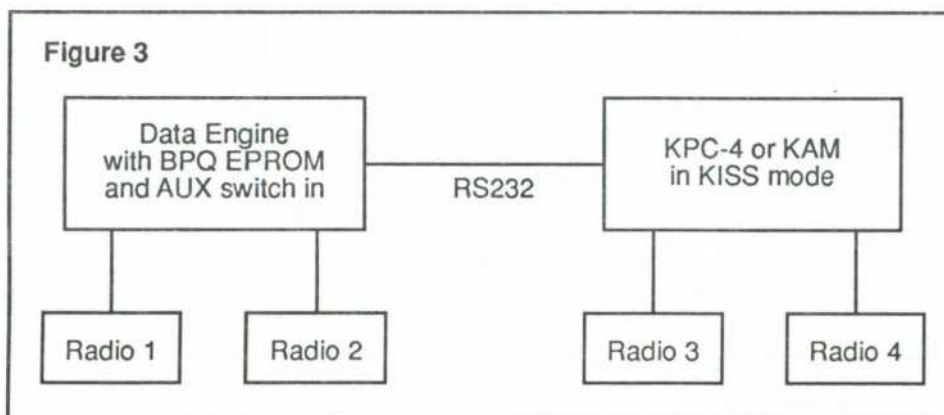 Figure 3
Data Engine
with BPQ EPROM
and AUX switch in
RS232
KPC-4 or KAM
in KISS mode
Radio 1
Radio 2
Radio 3
Radio 4